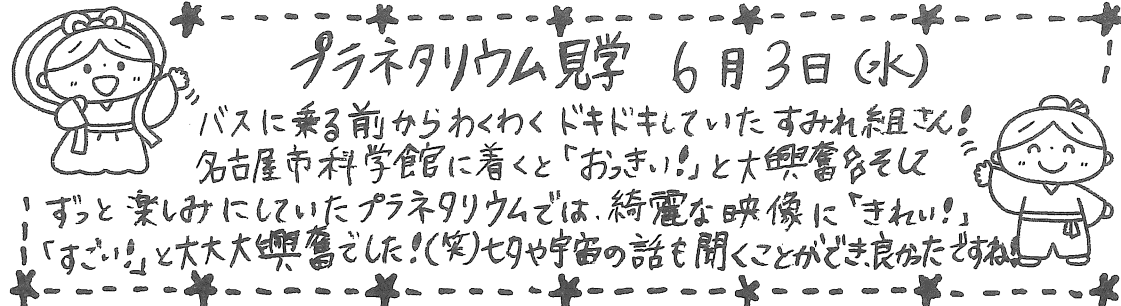 プラネタリウム見学 6月3日(水)
バスに乗る前からわくわくドキドキしていたすみれ組さん!
名古屋市科学館に着くと「おっきい!」と大興奮!!そして
ずっと楽しみにしていたプラネタリウムでは、綺麗な映像に「きれい!」
「すごい!」と大大大興奮でした!(笑)七夕や宇宙の話も聞くことができ、良かったですね!